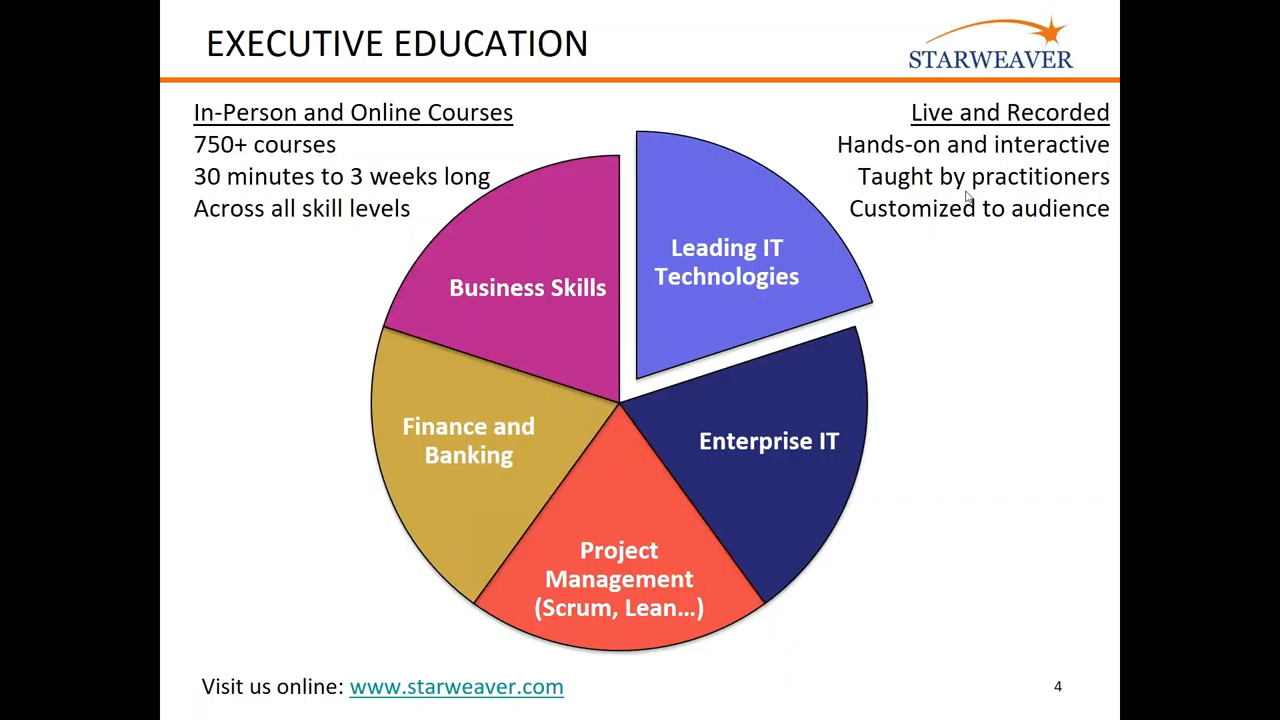 EXECUTIVE EDUCATION
STARWEAVER
In-Person and Online Courses
750+ courses
30 minutes to 3 weeks long
Across all skill levels
Live and Recorded
Hands-on and interactive
Taught by practitioners
Customized to audience
Leading IT
Technologies
Business Skills
Finance and
Banking
Enterprise IT
Project
Management
(Scrum, Lean…)
Visit us online: www.starweaver.com
4